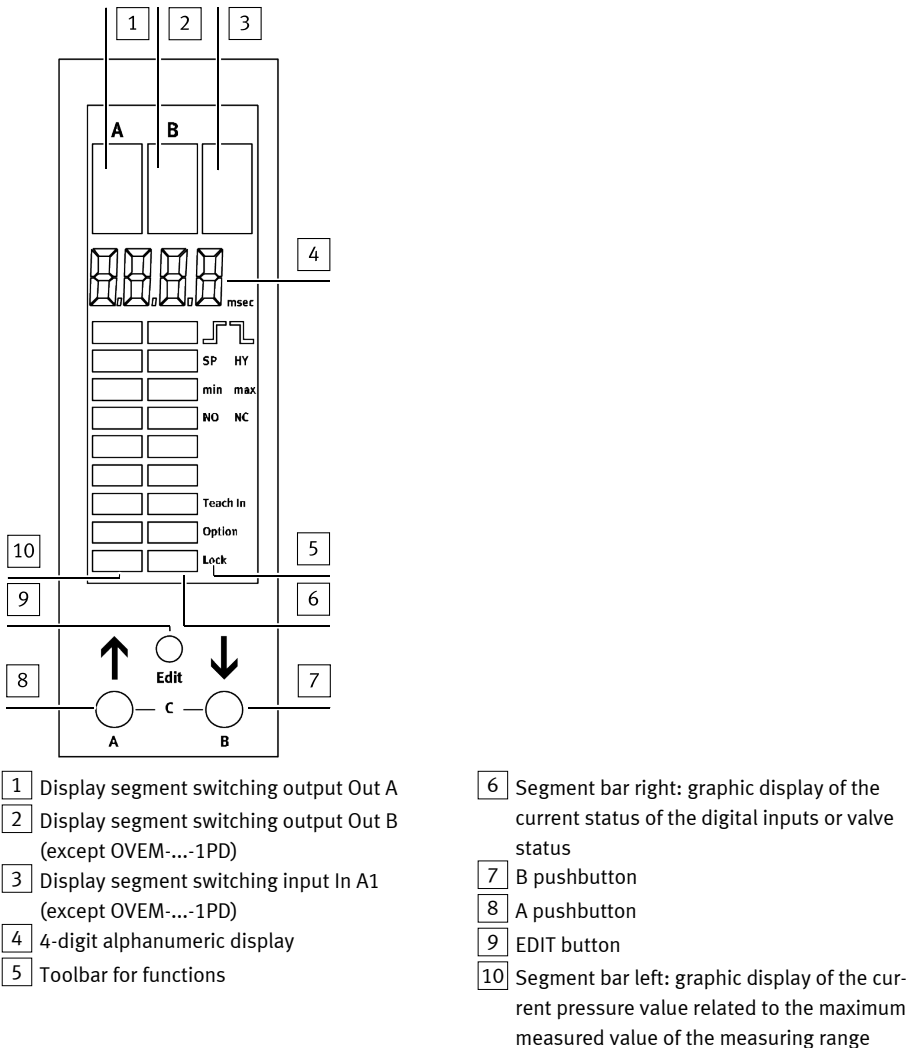 1 2 3
A B
8.8.8.8
4
msec
SP HY
min max
NO NC
Teach In
Option
10
Lock
5
9
6
Edit
8
7
C
A B
1 Display segment switching output Out A
2 Display segment switching output Out B
(except OVEM-...-1PD)
3 Display segment switching input In A1
(except OVEM-...-1PD)
4 4-digit alphanumeric display
5 Toolbar for functions
6 Segment bar right: graphic display of the
current status of the digital inputs or valve
status
7 B pushbutton
8 A pushbutton
9 EDIT button
10 Segment bar left: graphic display of the cur-
rent pressure value related to the maximum
measured value of the measuring range